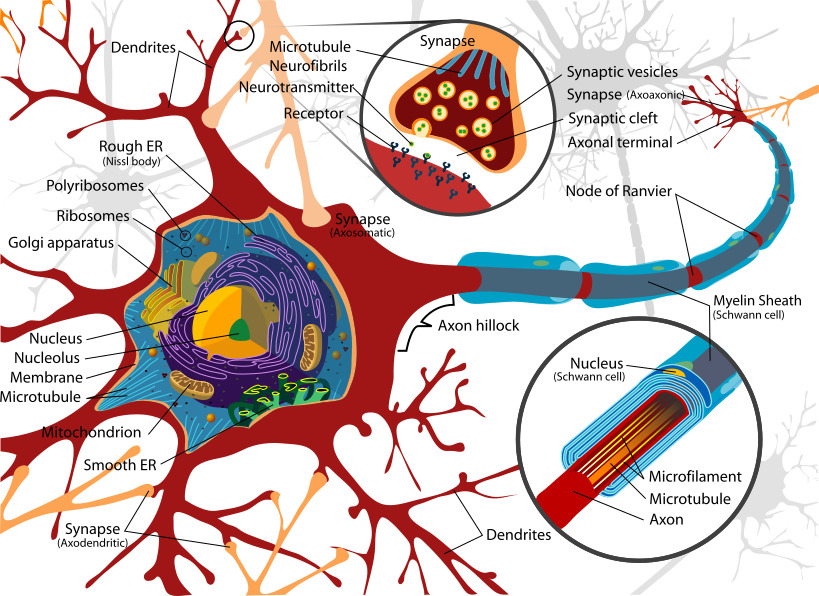 Dendrites
Microtubule
Neurofibrils
Neurotransmitter
Receptor
Synapse
Synaptic vesicles
Synapse (Axoaxonic)
Synaptic cleft
Axonal terminal
Rough ER
(Nissl body)
Polyribosomes
Ribosomes
Golgi apparatus
Synapse
(Axosomatic)
Node of Ranvier
Myelin Sheath
(Schwann cell)
Axon hillock
Nucleus
Nucleolus
Membrane
Microtubule
Mitochondrion
Smooth ER
Synapse
(Axodendritic)
Dendrites
Nucleus
(Schwann cell)
Microfilament
Microtubule
Axon